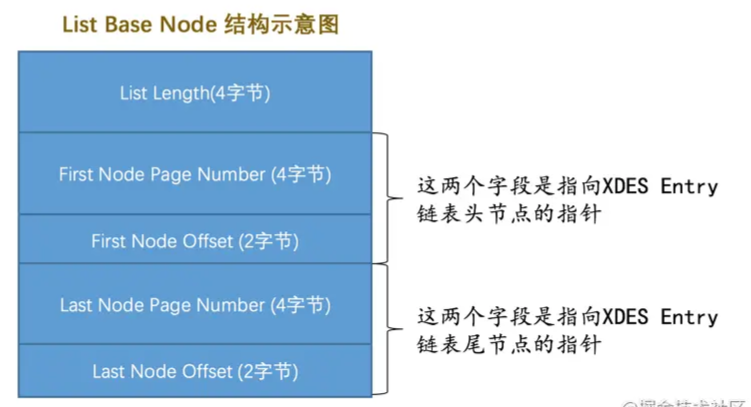 List Base Node 结构示意图
List Length(4字节)
First Node Page Number (4字节)
First Node Offset (2字节)
这两个字段是指向XDES Entry
链表头节点的指针
Last Node Page Number (4字节)
Last Node Offset (2字节)
这两个字段是指向XDES Entry
链表尾节点的指针